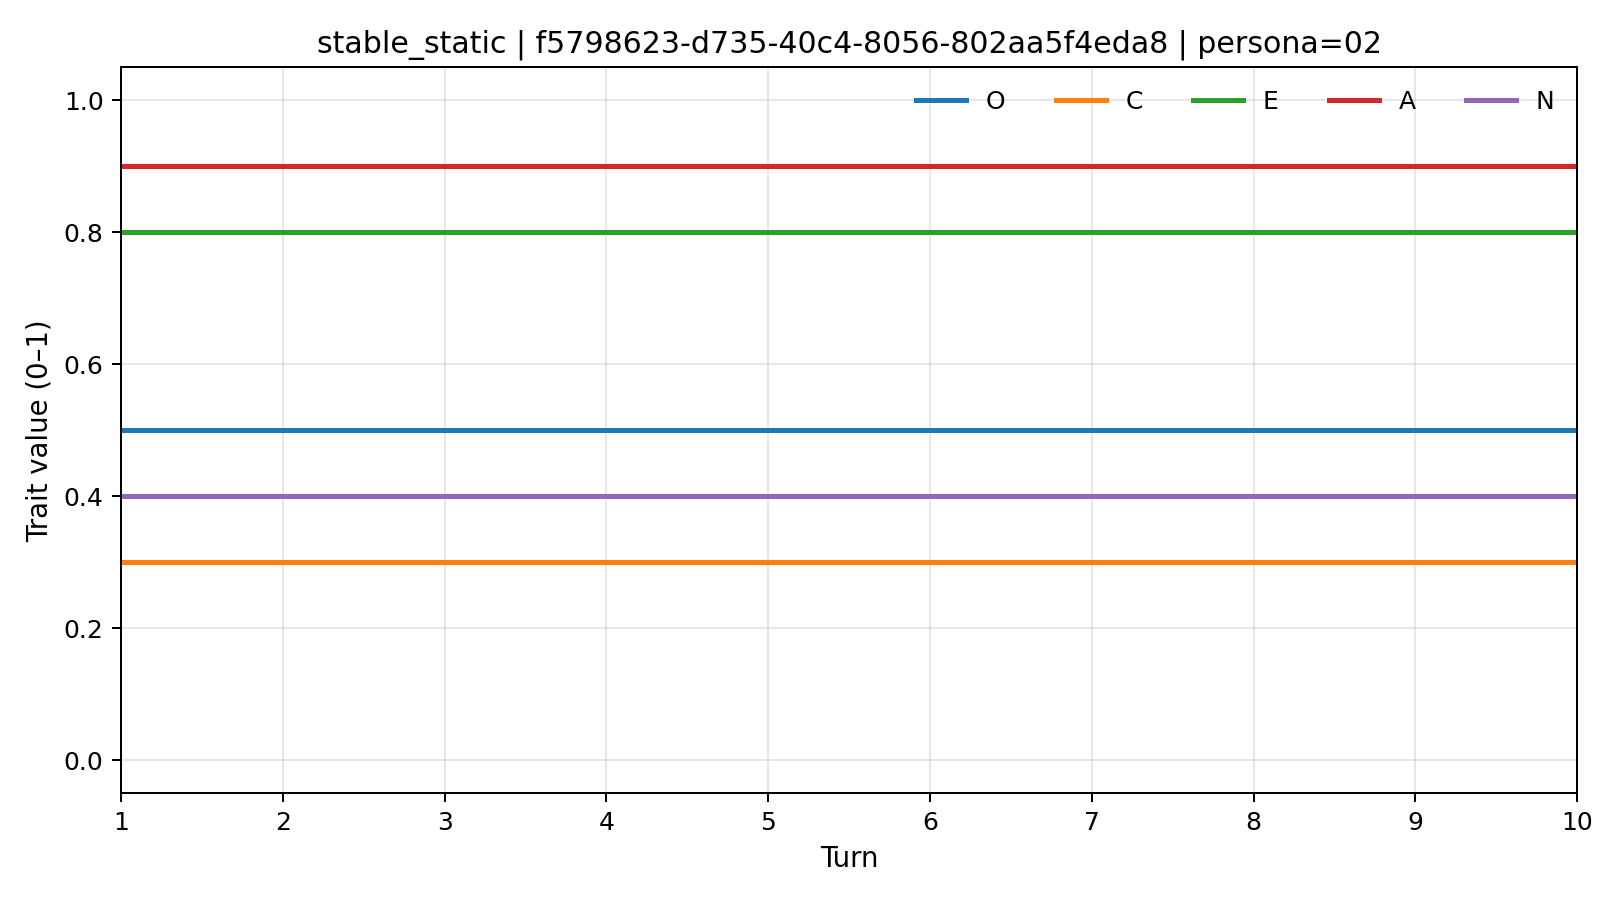 stable_static | f5798623-d735-40c4-8056-802aa5f4eda8 | persona=02
O C E A N
1.0
0.8
0.6
0.4
0.2
0.0
Trait value (0–1)
1 2 3 4 5 6 7 8 9 10
Turn